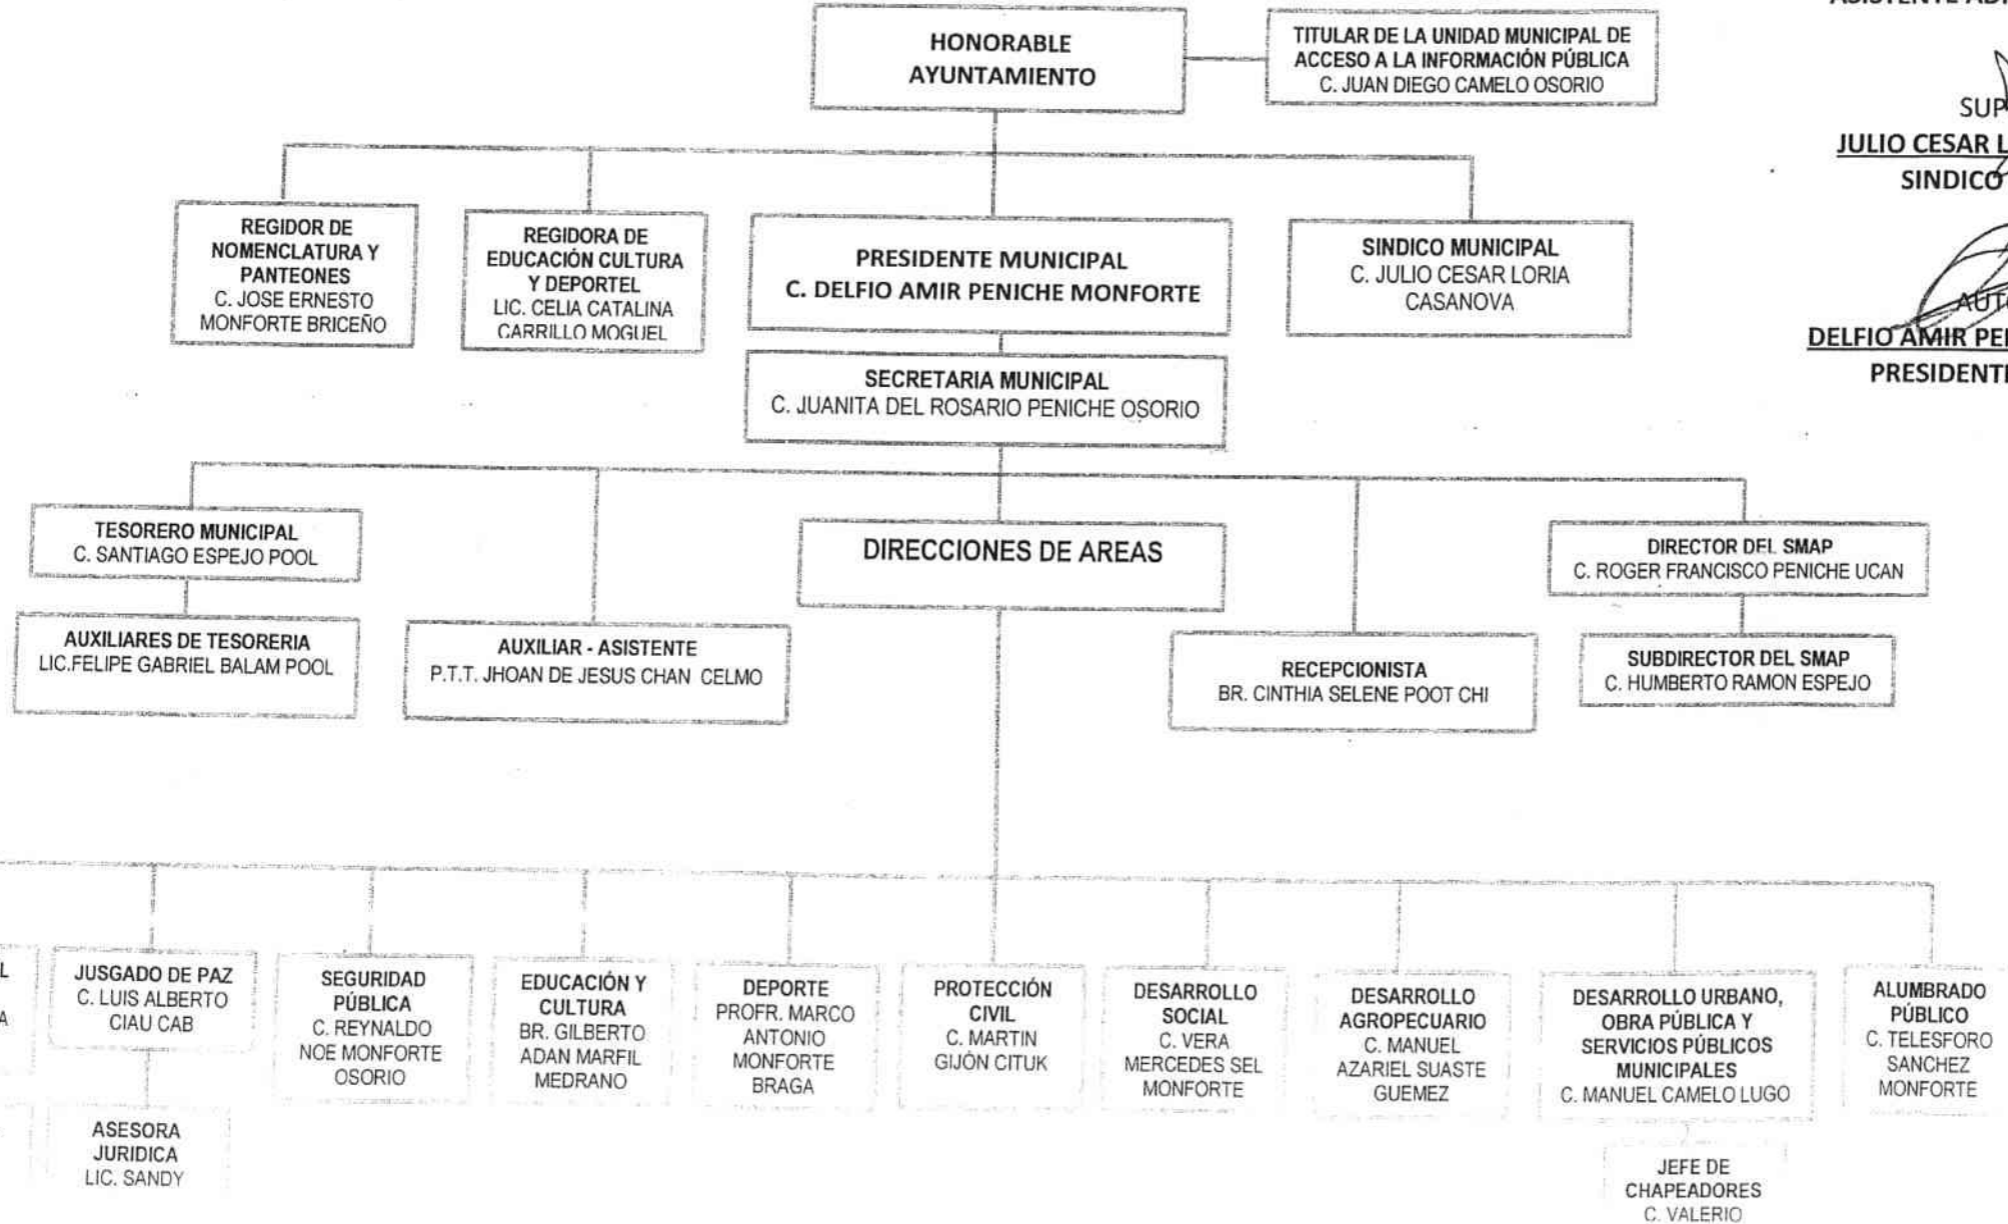 ASISTENTE
HONORABLE
AYUNTAMIENTO
TITULAR DE LA UNIDAD MUNICIPAL DE
ACCESO A LA INFORMACIÓN PÚBLICA
C. JUAN DIEGO CAMELO OSORIO
SUP
JULIO CESAR L
SINDICO
AUTO
DELFIO AMIR PE
PRESIDENT
REGIDOR DE
NOMENCLATURA Y
PANTEONES
C. JOSE ERNESTO
MONFORTE BRICEÑO
REGIDORA DE
EDUCACIÓN CULTURA
Y DEPORTEL
LIC. CELIA CATALINA
CARRILLO MOGUEL
PRESIDENTE MUNICIPAL
C. DELFIO AMIR PENICHE MONFORTE
SINDICO MUNICIPAL
C. JULIO CESAR LORIA
CASANOVA
SECRETARIA MUNICIPAL
C. JUANITA DEL ROSARIO PENICHE OSORIO
TESORERO MUNICIPAL
C. SANTIAGO ESPEJO POOL
DIRECCIONES DE AREAS
DIRECTOR DEL SMAP
C. ROGER FRANCISCO PENICHE UCAN
AUXILIARES DE TESORERIA
LIC.FELIPE GABRIEL BALAM POOL
AUXILIAR - ASISTENTE
P.T.T. JHOAN DE JESUS CHAN CELMO
RECEPCIONISTA
BR. CINTHIA SELENE POOT CHI
SUBDIRECTOR DEL SMAP
C. HUMBERTO RAMON ESPEJO
L
A
JUSGADO DE PAZ
C. LUIS ALBERTO
CIAU CAB
SEGURIDAD
PÚBLICA
C. REYNALDO
NOE MONFORTE
OSORIO
EDUCACIÓN Y
CULTURA
BR. GILBERTO
ADAN MARFIL
MEDRANO
DEPORTE
PROFR. MARCO
ANTONIO
MONFORTE
BRAGA
PROTECCIÓN
CIVIL
C. MARTIN
GIJÓN CITUK
DESARROLLO
SOCIAL
C. VERA
MERCEDES SEL
MONFORTE
DESARROLLO
AGROPECUARIO
C. MANUEL
AZARIEL SUASTE
GUEMEZ
DESARROLLO URBANO,
OBRA PÚBLICA Y
SERVICIOS PÚBLICOS
MUNICIPALES
C. MANUEL CAMELO LUGO
ALUMBRADO
PÚBLICO
C. TELESFORO
SANCHEZ
MONFORTE
ASESORA
JURIDICA
LIC. SANDY
JEFE DE
CHAPEADORES
C. VALERIO